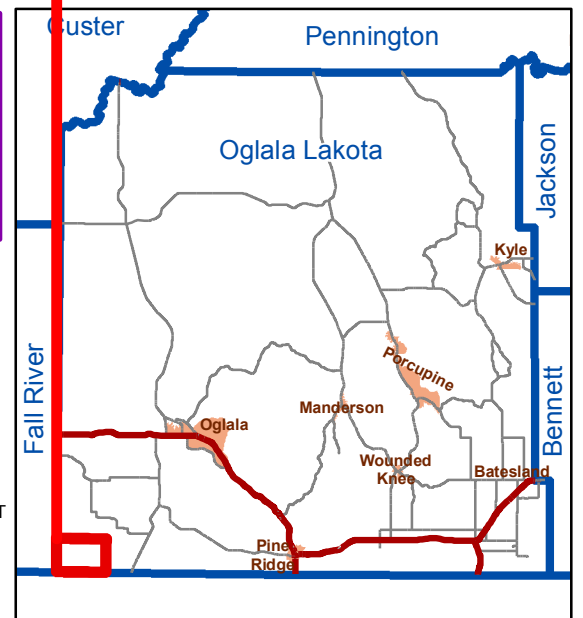 Custer
Pennington
Oglala Lakota
Jackson
Kyle
Fall River
Porcupine
Manderson
Oglala
Bennett
Wounded
Knee
Batesland
T
Pine
Ridge